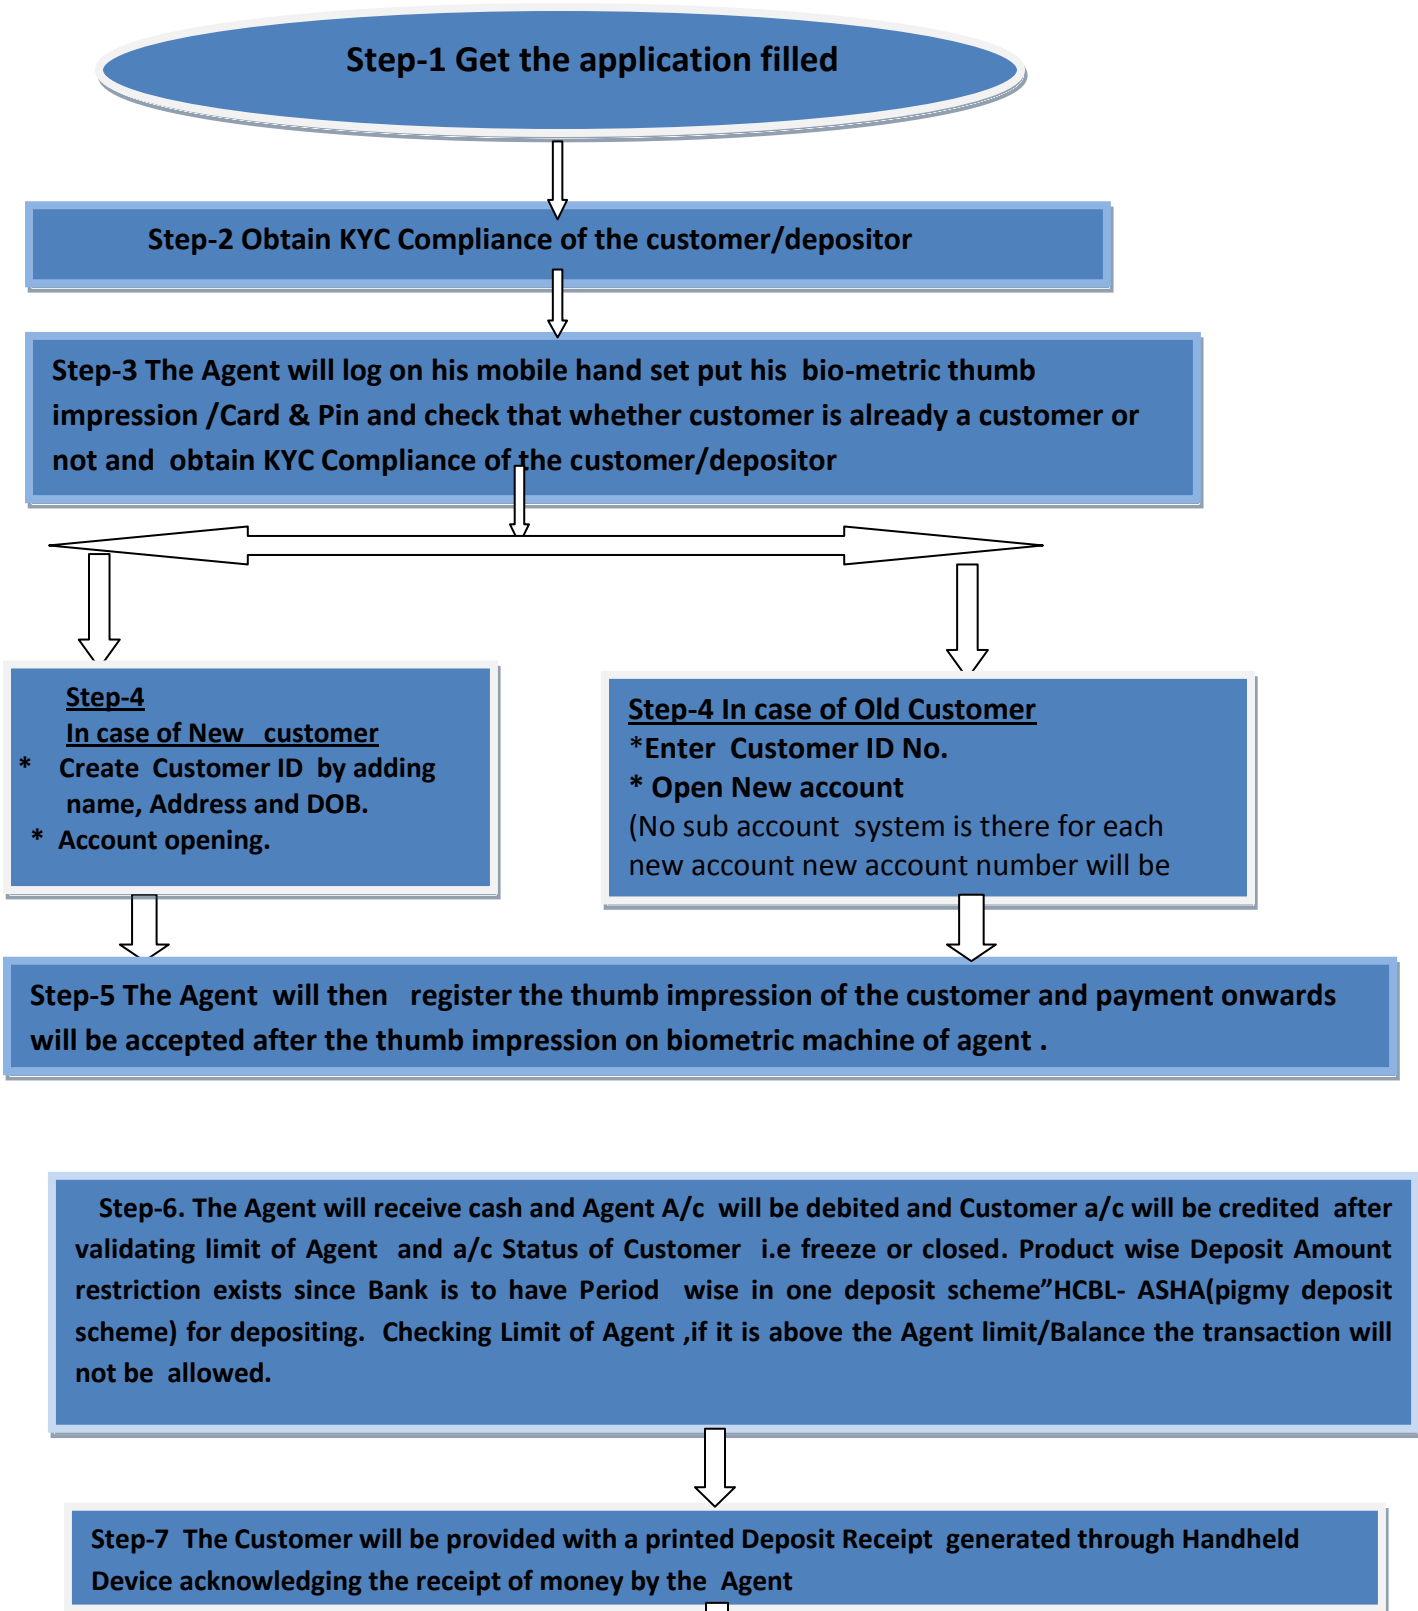 Step-1 Get the application filled
Step-2 Obtain KYC Compliance of the customer/depositor
Step-3 The Agent will log on his mobile hand set put his bio-metric thumb
impression /Card & Pin and check that whether customer is already a customer or
not and obtain KYC Compliance of the customer/depositor
Step-4
In case of New customer
* Create Customer ID by adding
name, Address and DOB.
* Account opening.
Step-4 In case of Old Customer
*Enter Customer ID No.
* Open New account
(No sub account system is there for each
new account new account number will be
Step-5 The Agent will then register the thumb impression of the customer and payment onwards
will be accepted after the thumb impression on biometric machine of agent .
Step-6. The Agent will receive cash and Agent A/c will be debited and Customer a/c will be credited after
validating limit of Agent and a/c Status of Customer i.e freeze or closed. Product wise Deposit Amount
restriction exists since Bank is to have Period wise in one deposit scheme”HCBL- ASHA(pigmy deposit
scheme) for depositing. Checking Limit of Agent ,if it is above the Agent limit/Balance the transaction will
not be allowed.
Step-7 The Customer will be provided with a printed Deposit Receipt generated through Handheld
Device acknowledging the receipt of money by the Agent